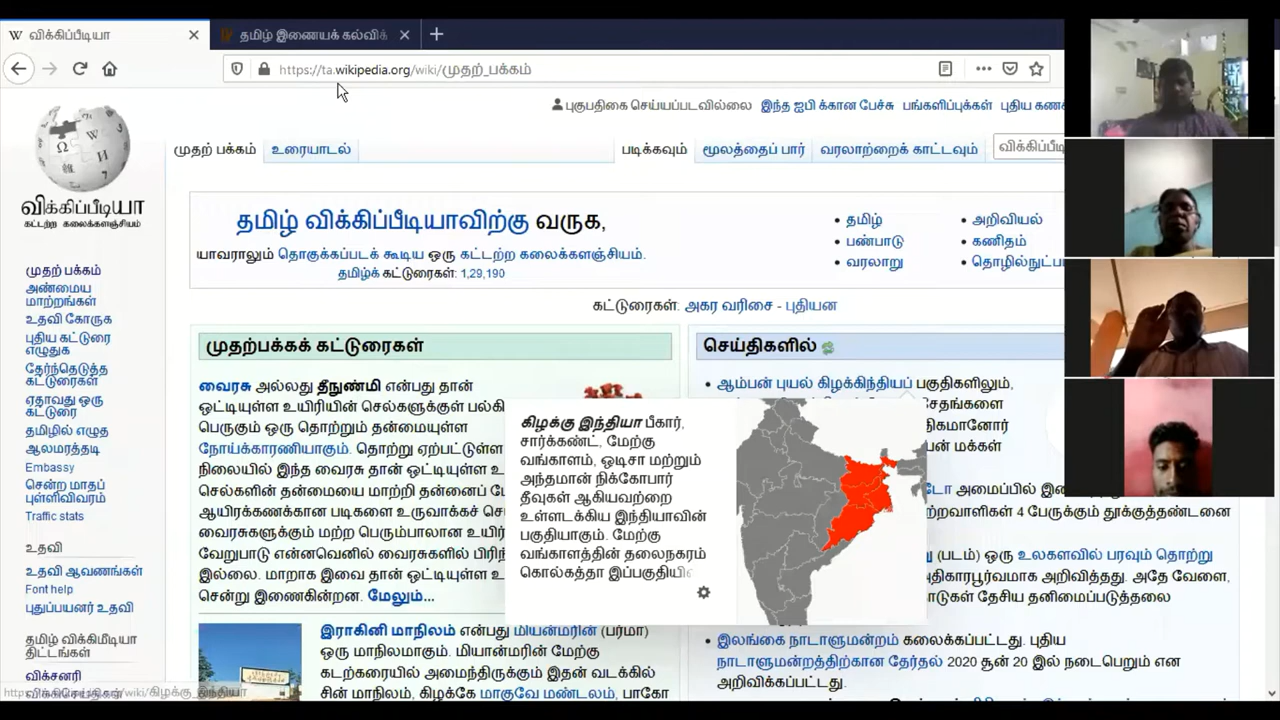 விக்கிப்பீடியா
தமிழ் இணையக் கல்விக்
https://ta.wikipedia.org/wiki/முதற்_பக்கம்
புகுபதிகை செய்யப்படவில்லை இந்த ஐபி க்கான பேச்சு பங்களிப்புக்கள் புதிய கணக்
முதற் பக்கம் உரையாடல் படிக்கவும் மூலத்தைப் பார் வரலாற்றைக் காட்டவும் விக்கிப்பீடி
விக்கிப்பீடியா
கட்டற்ற கலைக்களஞ்சியம்
முதற் பக்கம்
அண்மைய
மாற்றங்கள்
உதவி கோருக
புதிய கட்டுரை
எழுதுக
தேர்ந்தெடுத்த
கட்டுரைகள்
ஏதாவது ஒரு
கட்டுரை
தமிழில் எழுத
ஆலமரத்தடி
Embassy
சென்ற மாதப்
புள்ளிவிவரம்
Traffic stats
உதவி
உதவி ஆவணங்கள்
Font help
புதுப்பயனர் உதவி
தமிழ் விக்கிமீடியா
திட்டங்கள்
விக்சனரி
தமிழ் விக்கிப்பீடியாவிற்கு வருக,
யாவராலும் தொகுக்கப்படக் கூடிய ஒரு கட்டற்ற கலைக்களஞ்சியம்.
தமிழ்க் கட்டுரைகள்: 1,29,190
தமிழ்
பண்பாடு
வரலாறு
அறிவியல்
கணிதம்
தொழில்நுட்ப
கட்டுரைகள்: அகர வரிசை - புதியன
முதற்பக்கக் கட்டுரைகள்
வைரசு அல்லது தீநுண்மி என்பது தான்
ஒட்டியுள்ள உயிரியின் செல்களுக்குள் பல்கி
பெருகும் ஒரு தொற்றும் தன்மையுள்ள
நோய்க்காரணியாகும். தொற்று ஏற்பட்டுள்ள
நிலையில் இந்த வைரசு தான் ஒட்டியுள்ள
செல்களின் தன்மையை மாற்றி தன்னைப் பே
ஆயிரக்கணக்கான படிகளை உருவாக்கச் செ
வைரசுகளுக்கும் மற்ற பெரும்பாலான உயிர்
வேறுபாடு என்னவெனில் வைரசுகளில் பிரிந்
இல்லை. மாறாக இவை தான் ஒட்டியுள்ள செ
சென்று இணைகின்றன. மேலும்...
இராகினி மாநிலம் என்பது மியன்மரின் (பர்மா)
ஒரு மாநிலமாகும். மியான்மரின் மேற்கு
கடற்கரையில் அமைந்திருக்கும் இதன் வடக்கில்
சின் மாநிலம், கிழக்கே மாகுவே மண்டலம், பாகோ
கிழக்கு இந்தியா பீகார்,
சார்க்கண்ட், மேற்கு
வங்காளம், ஒடிசா மற்றும்
அந்தமான் நிக்கோபார்
தீவுகள் ஆகியவற்றை
உள்ளடக்கிய இந்தியாவின்
பகுதியாகும். மேற்கு
வங்காளத்தின் தலைநகரம்
கொல்கத்தா இப்பகுதியி
செய்திகளில்
ஆம்பன் புயல் கிழக்கிந்தியப் பகுதிகளிலும்,
சேதங்களை
திகமானோர்
மக்கள்
டோ அமைப்பில்
ற்றவாளிகள் 4 பேருக்கும் தூக்குத்தண்டனை
(படம்) ஒரு உலகளவில் பரவும் தொற்று
திகாரபூர்வமாக அறிவித்தது. அதே வேளை,
ாடுகள் தேசிய தனிமைப்படுத்தலை
இலங்கை நாடாளுமன்றம் கலைக்கப்பட்டது. புதிய
நாடாளுமன்றத்திற்கான தேர்தல் 2020 சூன் 20 இல் நடைபெறும் என
அறிவிக்கப்பட்டது.